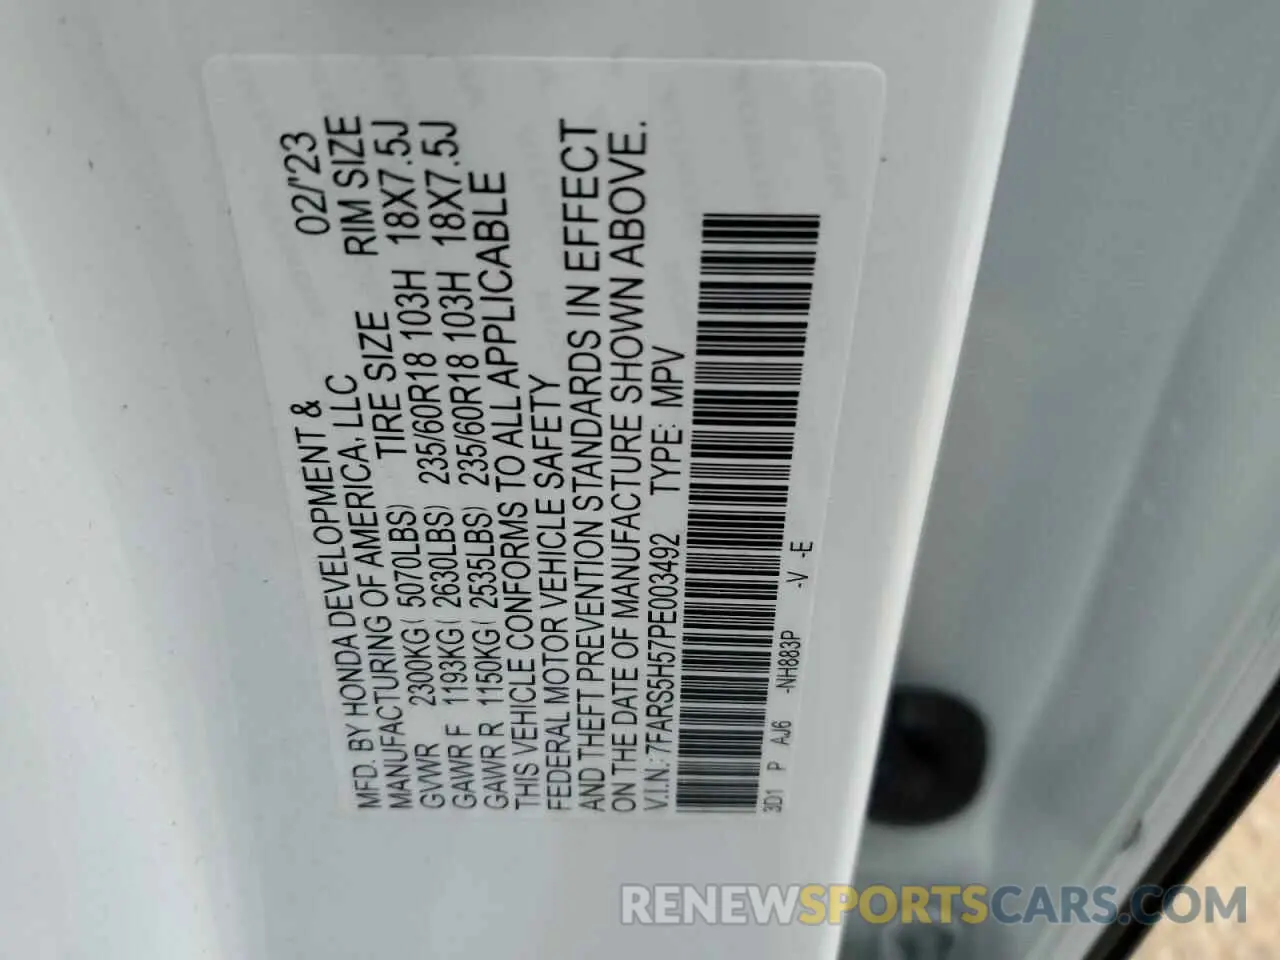 MFD. BY HONDA DEVELOPMENT & 02/'23
MANUFACTURING OF AMERICA, LLC
TIRE SIZE RIM SIZE
GVWR 2300KG( 5070LBS)
GAWR F 1193KG( 2630LBS) 235/60R18 103H 18X7.5J
GAWR R 1150KG( 2535LBS) 235/60R18 103H 18X7.5J
THIS VEHICLE CONFORMS TO ALL APPLICABLE
FEDERAL MOTOR VEHICLE SAFETY
AND THEFT PREVENTION STANDARDS IN EFFECT
ON THE DATE OF MANUFACTURE SHOWN ABOVE.
V.I.N.: 7FARS5H57PE003492 TYPE: MPV
3D1 P AJ6 -NH883P -V -E
RENEWSPORTSCARS.COM